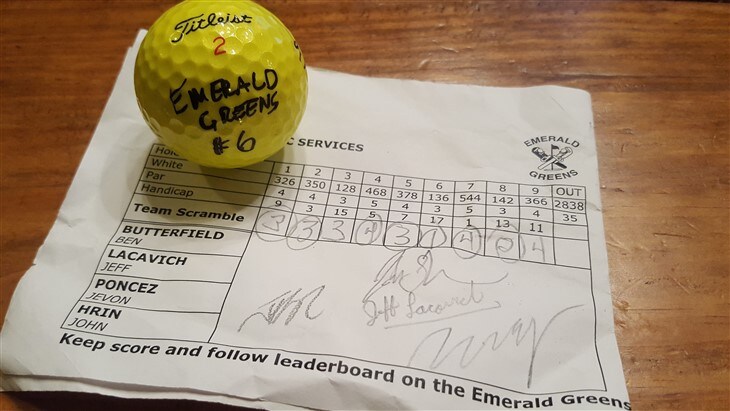 Titleist
2
EMERALD
GREENS
#6
C SERVICES
EMERALD
GREENS
1 2 3 4 5 6 7 8 9 OUT
White 326 350 128 468 378 136 544 142 366 2838
Par 4 4 3 5 4 3 5 3 4 35
Handicap 9 3 15 5 7 17 1 13 11
Team Scramble 3 3 3 4 3 1 4 2 4
BUTTERFIELD
BEN
LACAVICH
JEFF
PONCEZ
JEVON
HRIN
JOHN
Jeff Lacavich
Keep score and follow leaderboard on the Emerald Greens